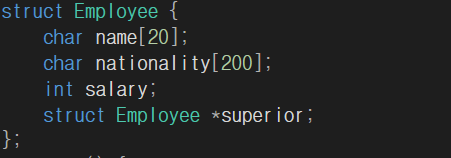 struct Employee {
    char name[20];
    char nationality[200];
    int salary;
    struct Employee *superior;
};